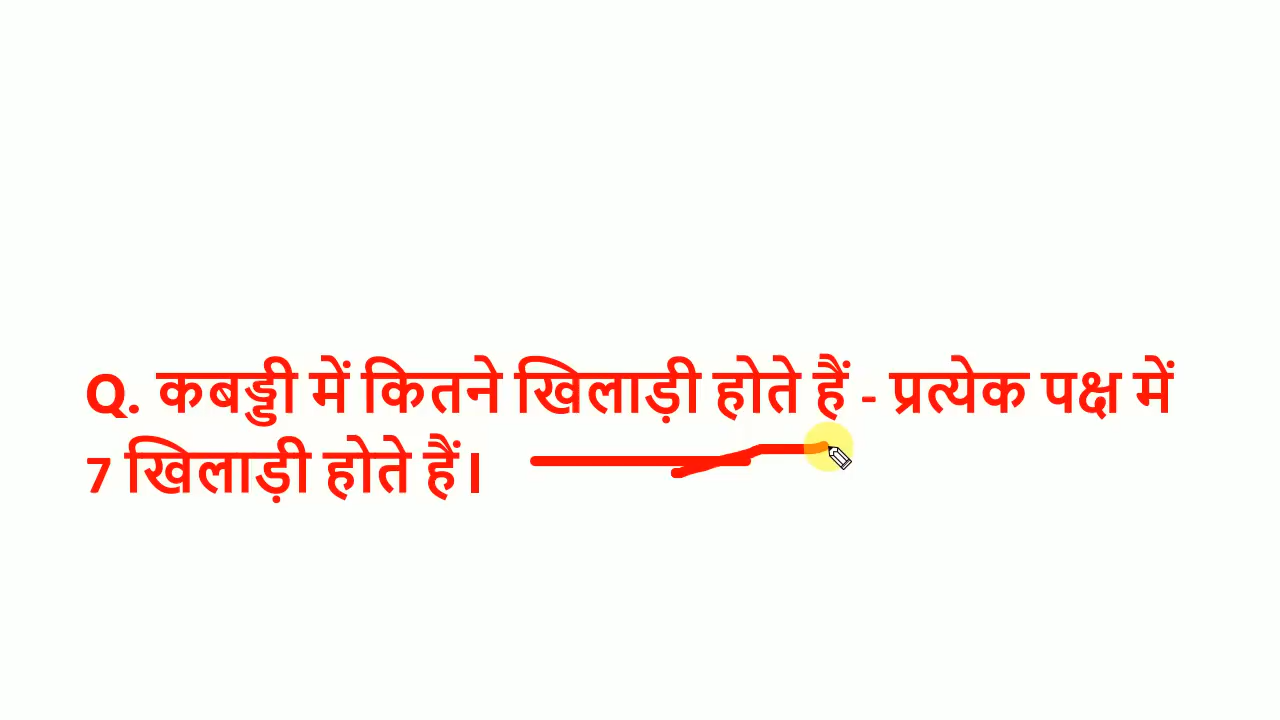 Q. कबड्डी में कितने खिलाड़ी होते हैं - प्रत्येक पक्ष में
7 खिलाड़ी होते हैं।